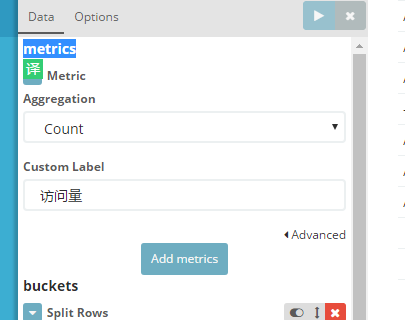 Data Options
metrics
译
Metric
Aggregation
Count
Custom Label
访问量
Advanced
Add metrics
buckets
Split Rows